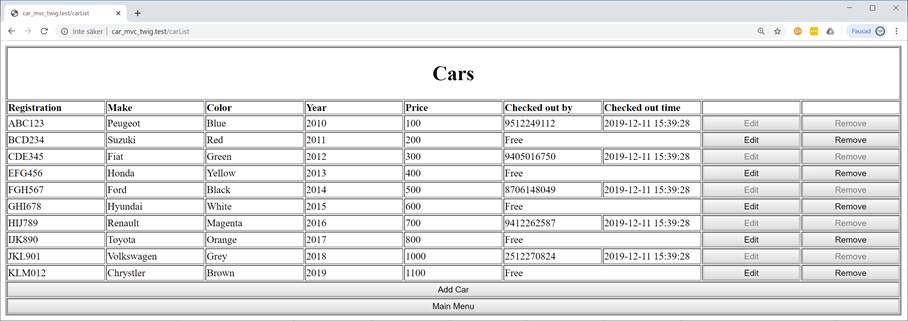 car_mvc_twig.test/carList
Inte säker | car_mvc_twig.test/carList Pausad
Cars
Registration Make Color Year Price Checked out by Checked out time
ABC123 Peugeot Blue 2010 100 9512249112 2019-12-11 15:39:28 Edit Remove
BCD234 Suzuki Red 2011 200 Free Edit Remove
CDE345 Fiat Green 2012 300 9405016750 2019-12-11 15:39:28 Edit Remove
EFG456 Honda Yellow 2013 400 Free Edit Remove
FGH567 Ford Black 2014 500 8706148049 2019-12-11 15:39:28 Edit Remove
GHI678 Hyundai White 2015 600 Free Edit Remove
HIJ789 Renault Magenta 2016 700 9412262587 2019-12-11 15:39:28 Edit Remove
IJK890 Toyota Orange 2017 800 Free Edit Remove
JKL901 Volkswagen Grey 2018 1000 2512270824 2019-12-11 15:39:28 Edit Remove
KLM012 Chrystler Brown 2019 1100 Free Edit Remove
Add Car
Main Menu